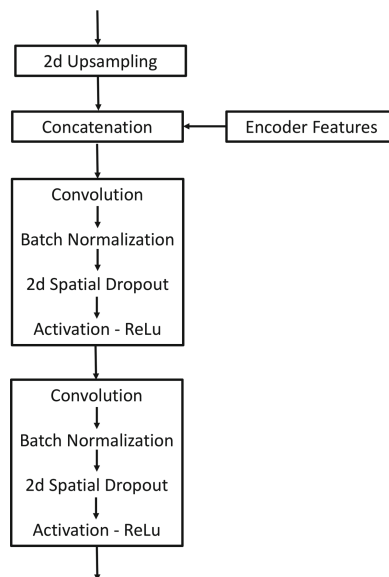 2d Upsampling
Concatenation
Encoder Features
Convolution
Batch Normalization
2d Spatial Dropout
Activation - ReLu
Convolution
Batch Normalization
2d Spatial Dropout
Activation - ReLu